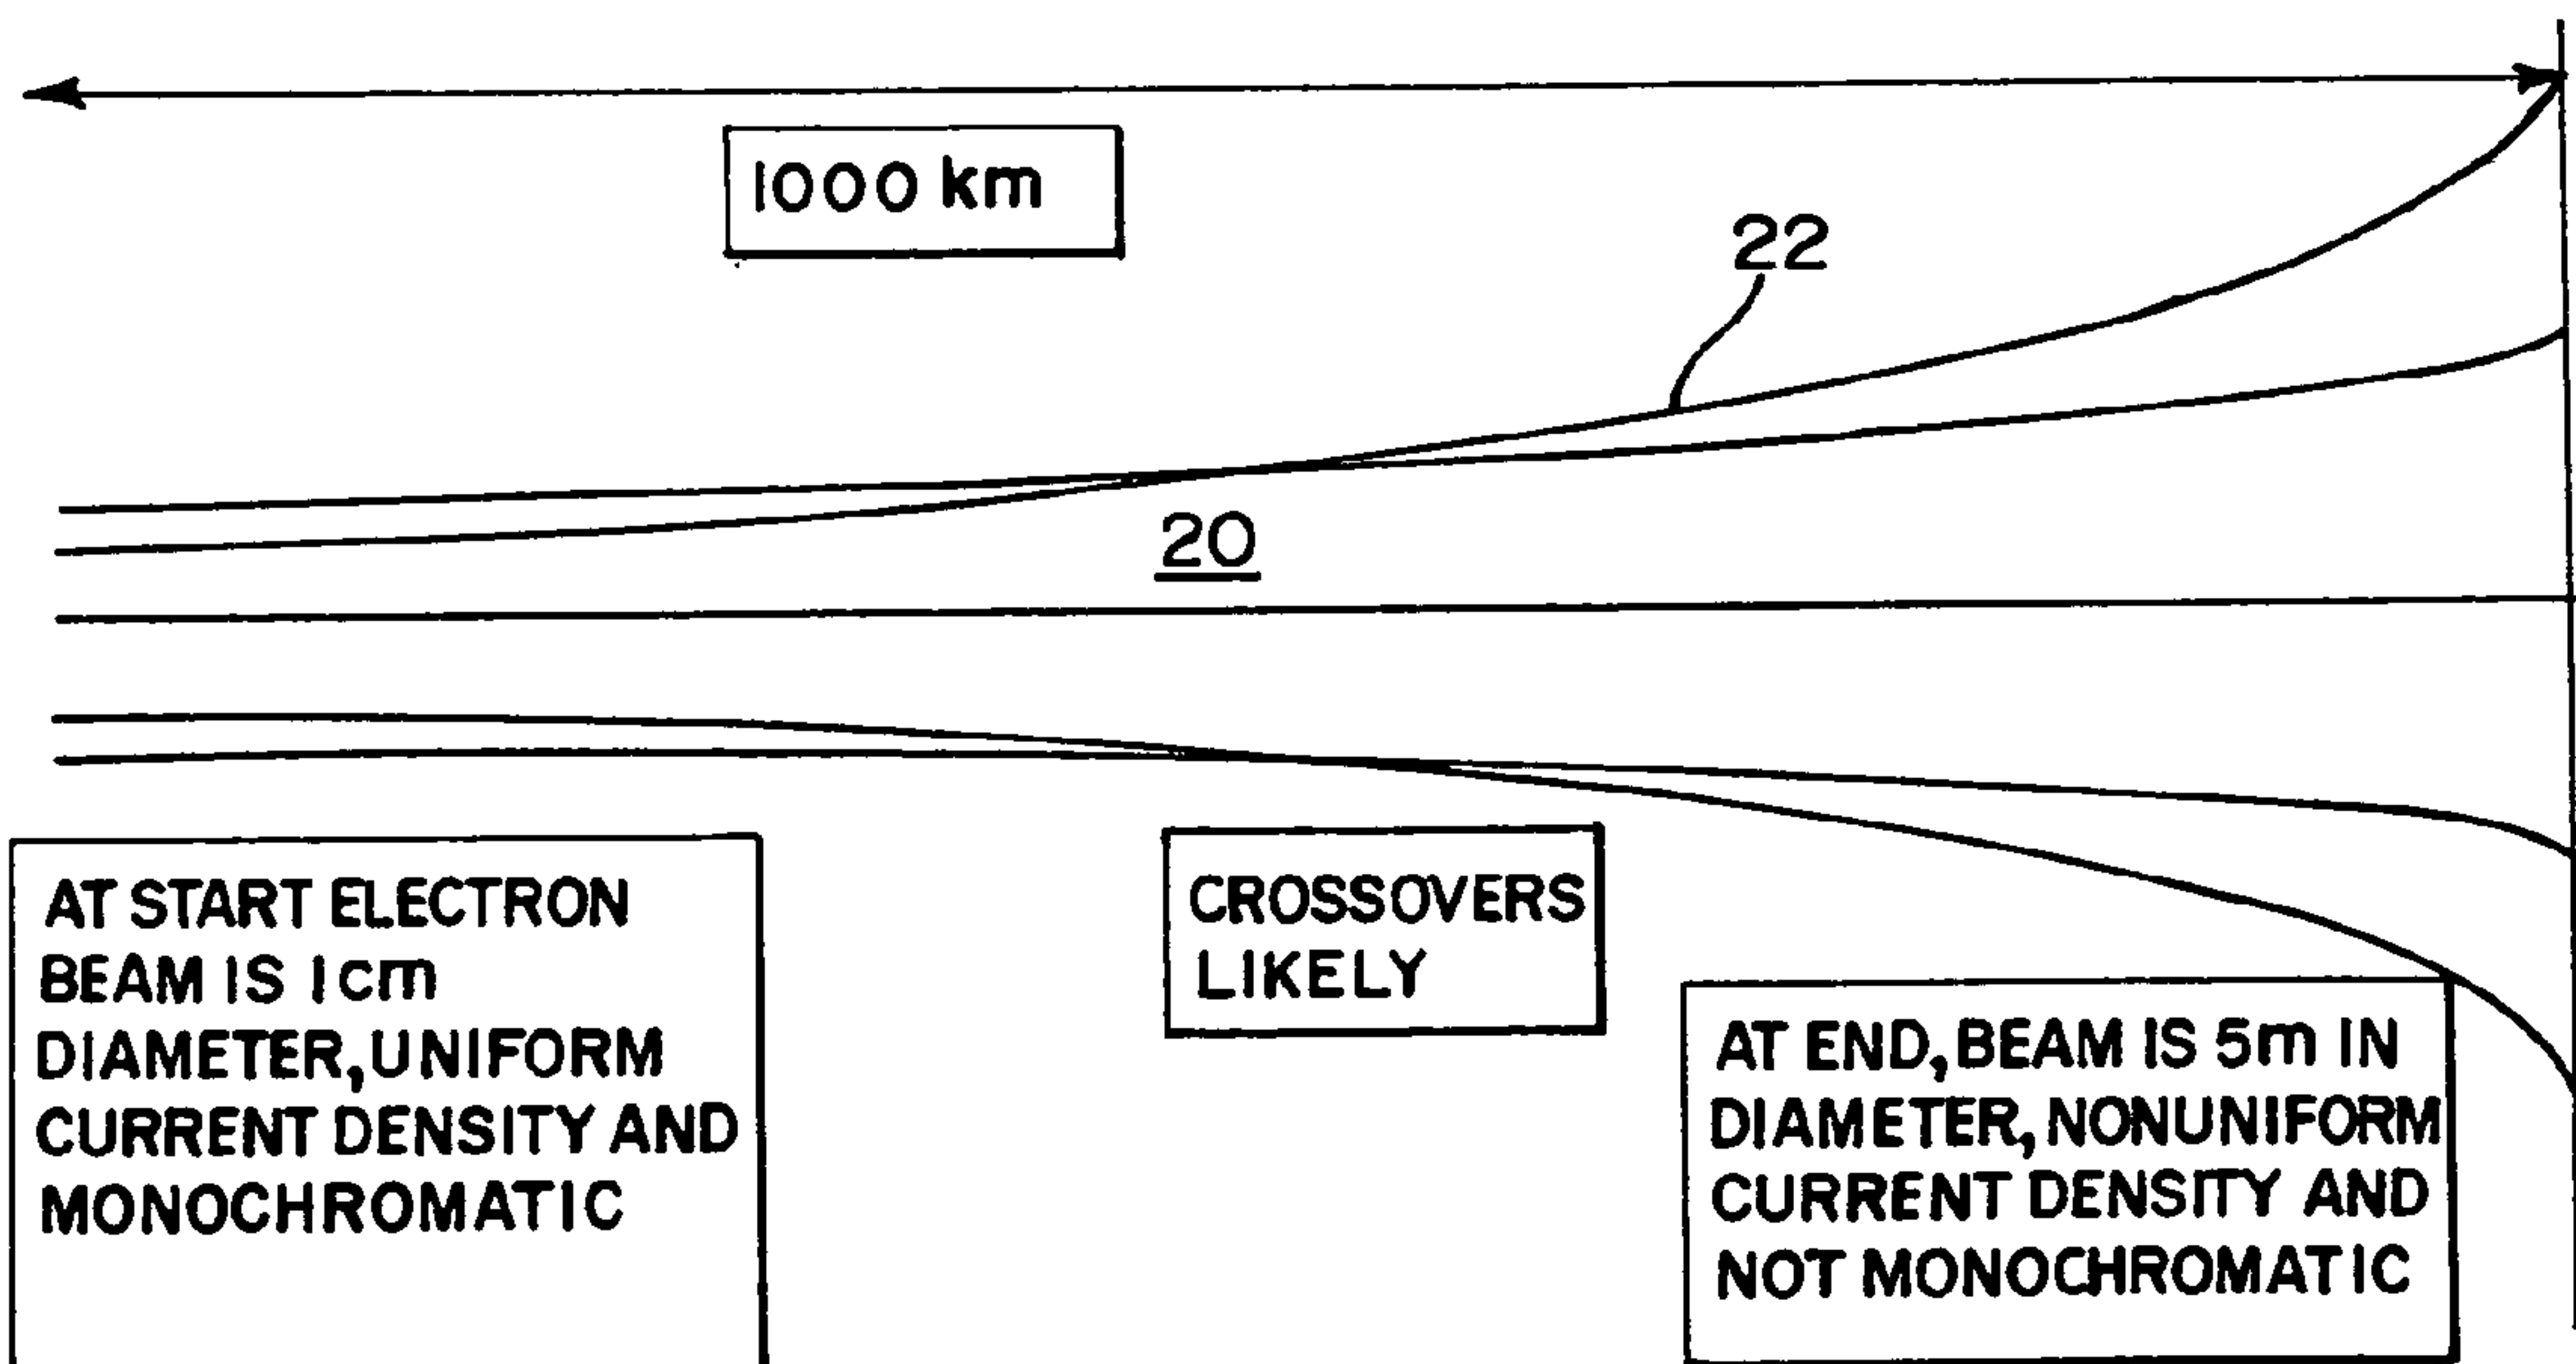 1000 km
22
20
AT START ELECTRON
BEAM IS 1cm
DIAMETER, UNIFORM
CURRENT DENSITY AND
MONOCHROMATIC
CROSSOVERS
LIKELY
AT END, BEAM IS 5m IN
DIAMETER, NONUNIFORM
CURRENT DENSITY AND
NOT MONOCHROMATIC